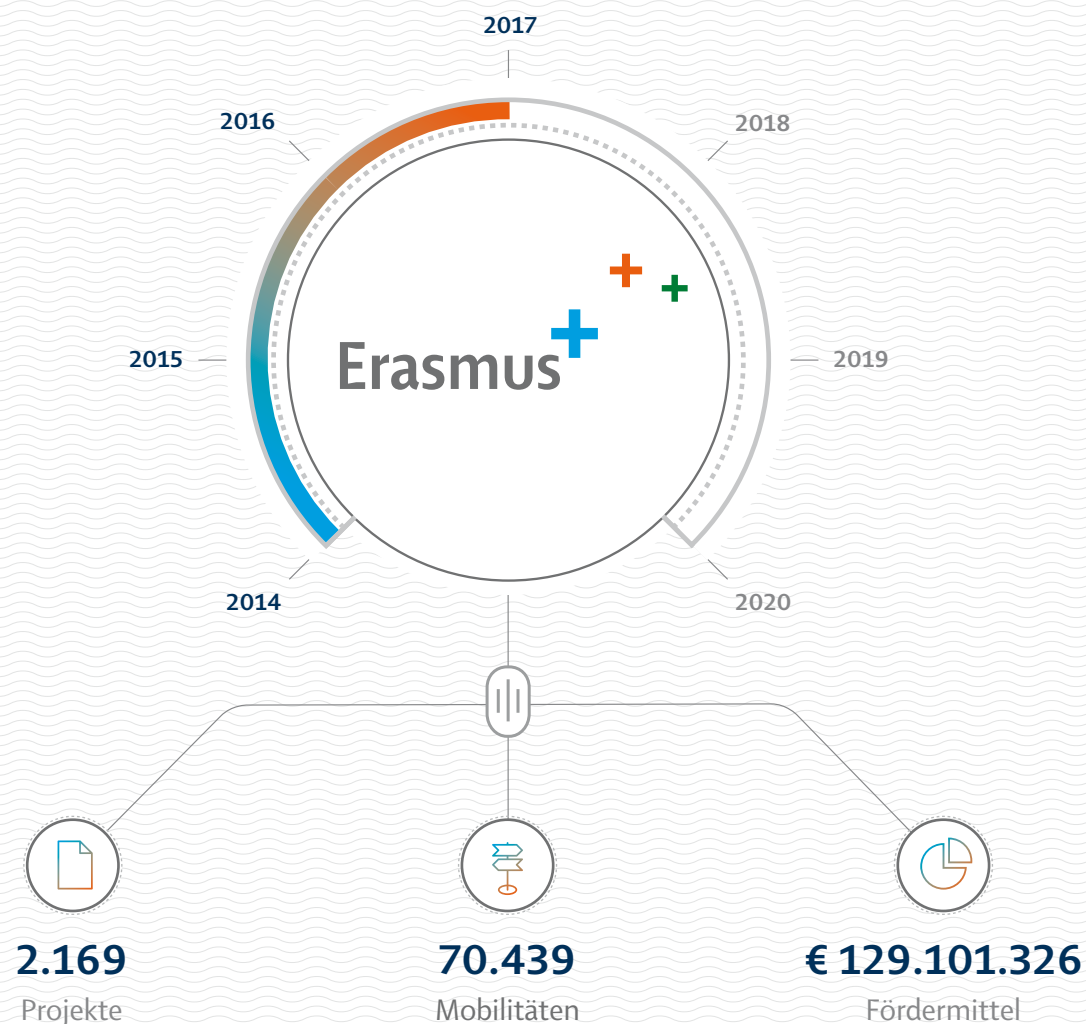 2017
2016
2018
Erasmus+
2015
2019
2014
2020
2.169
70.439
€ 129.101.326
Projekte
Mobilitäten
Fördermittel